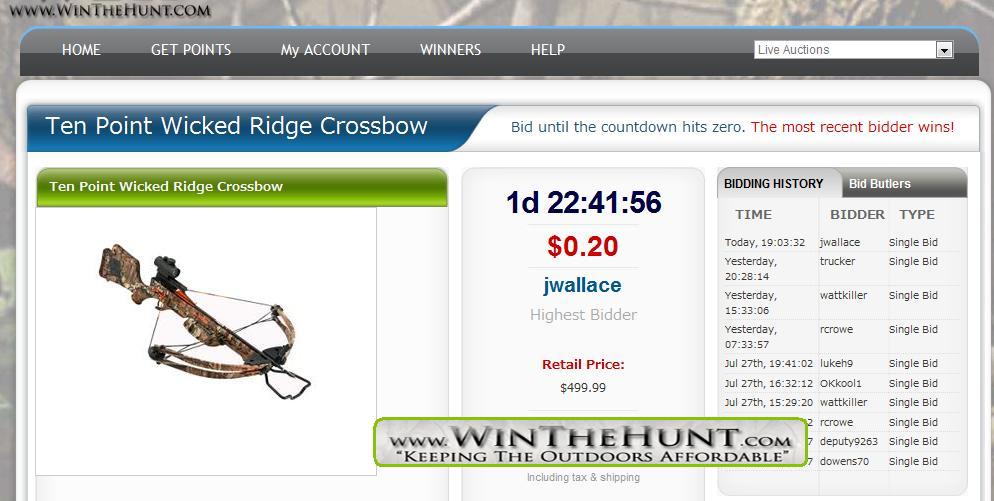 www.WinTheHunt.com
HOME GET POINTS My ACCOUNT WINNERS HELP Live Auctions
Ten Point Wicked Ridge Crossbow Bid until the countdown hits zero. The most recent bidder wins!
Ten Point Wicked Ridge Crossbow
1d 22:41:56
$0.20
jwallace
Highest Bidder
Retail Price:
$499.99
Including tax & shipping
BIDDING HISTORY Bid Butlers
TIME BIDDER TYPE
Today, 19:03:32 jwallace Single Bid
Yesterday, 20:28:14 trucker Single Bid
Yesterday, 15:33:06 wattkiller Single Bid
Yesterday, 07:33:57 rcrowe Single Bid
Jul 27th, 19:41:02 lukeh9 Single Bid
Jul 27th, 16:32:12 OKkool1 Single Bid
Jul 27th, 15:29:20 wattkiller Single Bid
2 rcrowe Single Bid
7 deputy9263 Single Bid
7 dowens70 Single Bid
www.WinTheHunt.com
"Keeping The Outdoors Affordable"